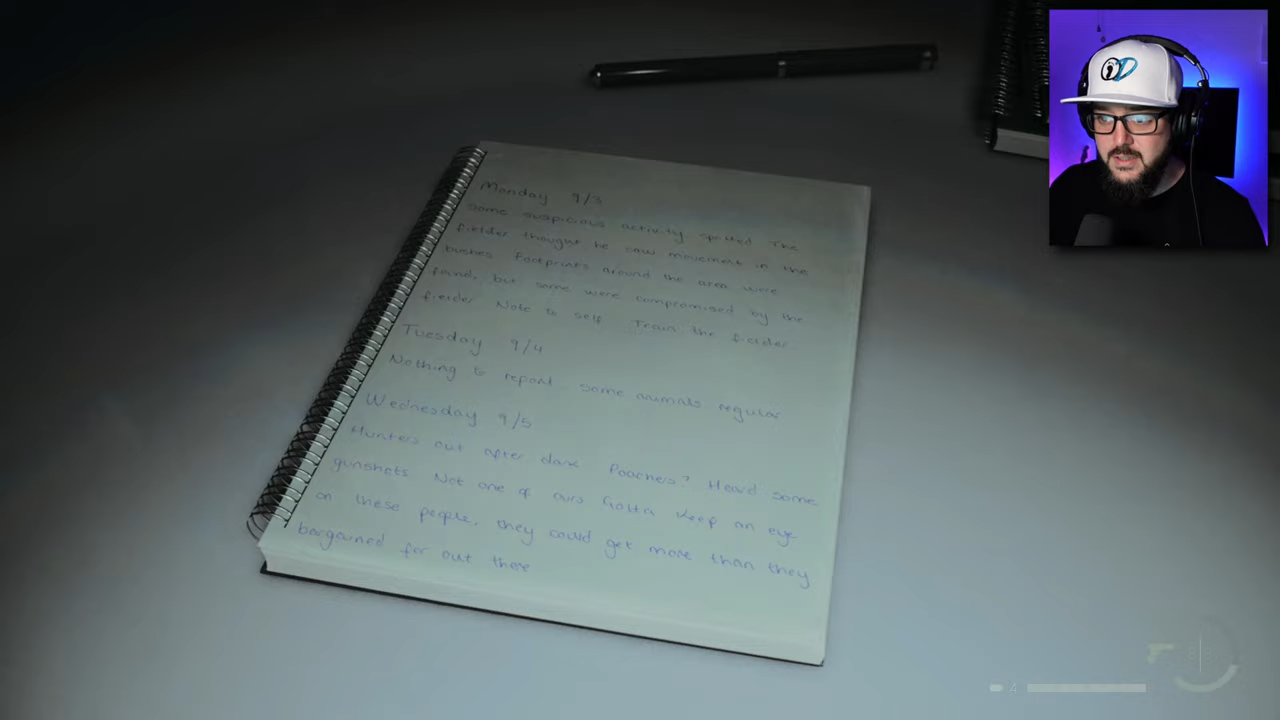 Monday 9/3
Some suspicious activity spotted The
fielder thought he saw movement in the
bushes Footprints around the area were
found, but some were compromised by the
fielder Note to self Train the fielder
Tuesday 9/4
Nothing to report some animals regular
Wednesday 9/5
Hunters out after dark Poachers? Heard some
gunshots Not one of ours Gotta keep an eye
on these people, they could get more than they
bargained for out there
4